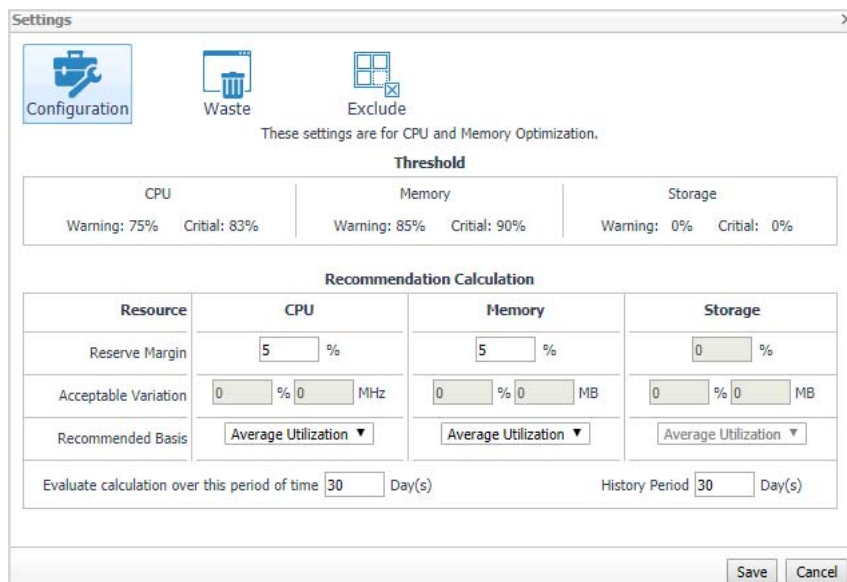 Settings
Configuration Waste Exclude
These settings are for CPU and Memory Optimization.
Threshold
CPU Memory Storage
Warning: 75% Critial: 83% Warning: 85% Critial: 90% Warning: 0% Critial: 0%
Recommendation Calculation
Resource CPU Memory Storage
Reserve Margin 5 % 5 % 0 %
Acceptable Variation 0 % 0 MHz 0 % 0 MB 0 % 0 MB
Recommended Basis Average Utilization ▼ Average Utilization ▼ Average Utilization ▼
Evaluate calculation over this period of time 30 Day(s) History Period 30 Day(s)
Save Cancel